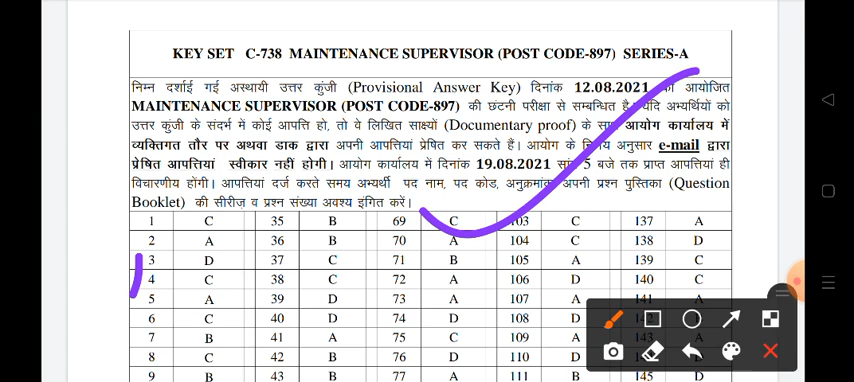 KEY SET C-738 MAINTENANCE SUPERVISOR (POST CODE-897) SERIES-A
निम्न दर्शाई गई अस्थायी उत्तर कुंजी (Provisional Answer Key) दिनांक 12.08.2021 को आयोजित
MAINTENANCE SUPERVISOR (POST CODE-897) की छंटनी परीक्षा से सम्बन्धित है। यदि अभ्यर्थियों को
उत्तर कुंजी के संदर्भ में कोई आपत्ति हो, तो वे लिखित साक्ष्यों (Documentary proof) के साथ आयोग कार्यालय में
व्यक्तिगत तौर पर अथवा डाक द्वारा अपनी आपत्तियां प्रेषित कर सकते हैं। आयोग के निर्णय अनुसार e-mail द्वारा
प्रेषित आपत्तियां स्वीकार नहीं होगी। आयोग कार्यालय में दिनांक 19.08.2021 सांय 5 बजे तक प्राप्त आपत्तियां ही
विचारणीय होंगी। आपत्तियां दर्ज करते समय अभ्यर्थी पद नाम, पद कोड, अनुक्रमांक, अपनी प्रश्न पुस्तिका (Question
Booklet) की सीरीज व प्रश्न संख्या अवश्य इंगित करें।
1 C 35 B 69 C 103 C 137 A
2 A 36 B 70 A 104 C 138 D
3 D 37 C 71 B 105 A 139 C
4 C 38 C 72 A 106 D 140 C
5 A 39 D 73 A 107 A 141 A
6 C 40 D 74 D 108 D
7 B 41 A 75 C 109 A
8 C 42 B 76 D 110 D
9 B 43 B 77 A 111 B 145 D